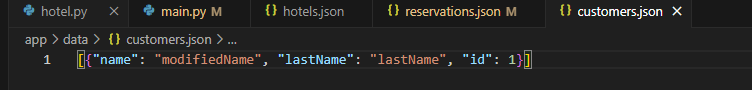 hotel.py main.py M hotels.json reservations.json M customers.json ×
app > data > {} customers.json > ...
1 [{"name": "modifiedName", "lastName": "lastName", "id": 1}]